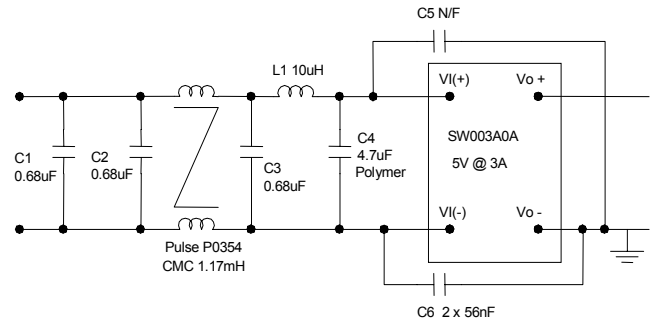 C5 N/F
L1 10uH
VI(+)
Vo +
C1
0.68uF
C2
0.68uF
C3
0.68uF
C4
4.7uF
Polymer
SW003A0A
5V @ 3A
VI(-)
Vo -
Pulse P0354
CMC 1.17mH
C6 2 x 56nF